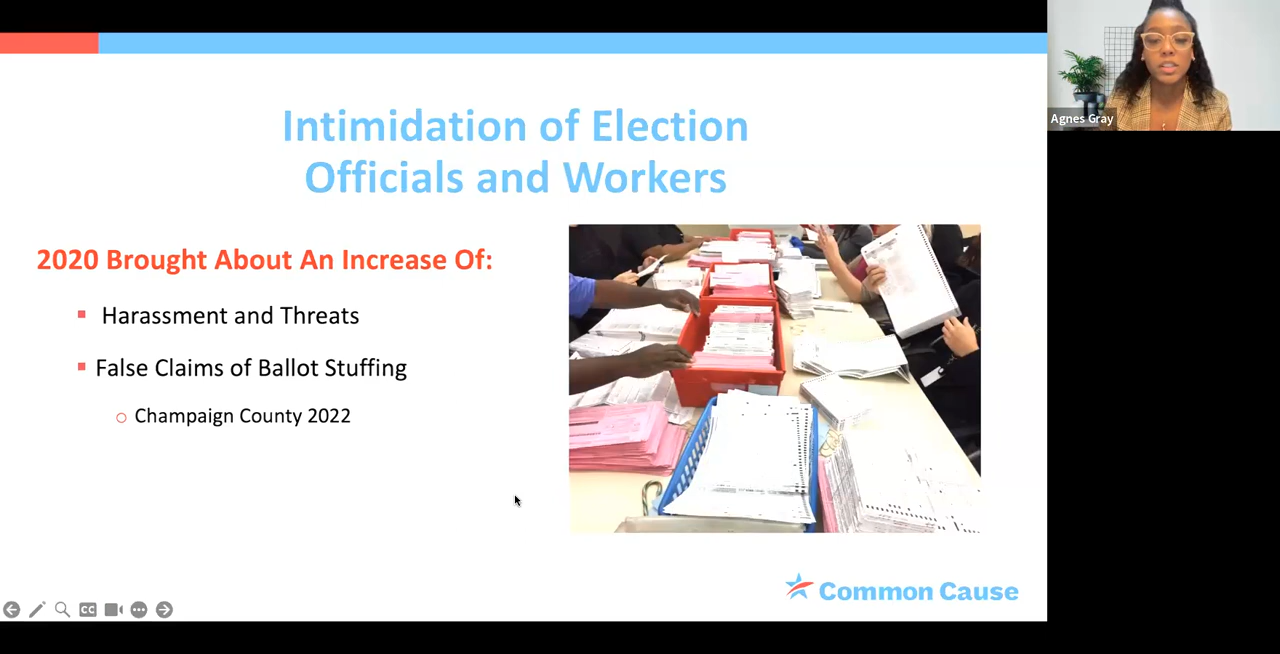 Intimidation of Election
Officials and Workers
2020 Brought About An Increase Of:
Harassment and Threats
False Claims of Ballot Stuffing
Champaign County 2022
Common Cause
CC
Agnes Gray